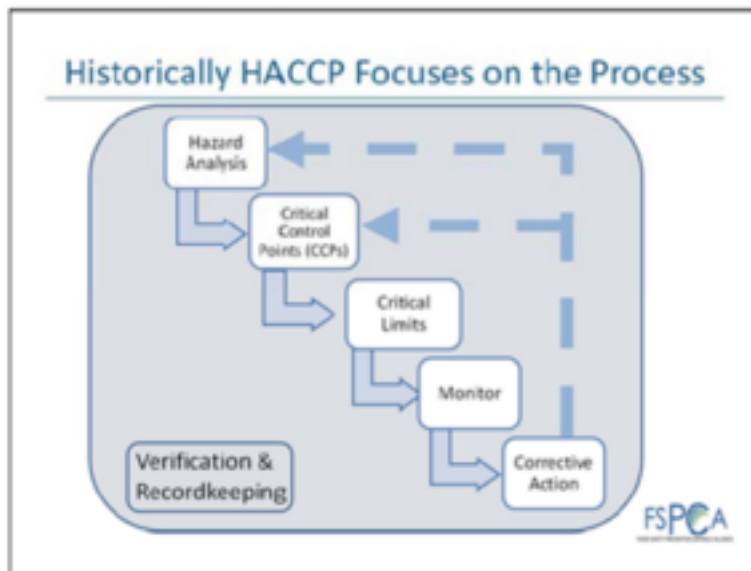 Historically HACCP Focuses on the Process
Hazard
Analysis
Critical
Control
Points (CCPs)
Critical
Limits
Monitor
Corrective
Action
Verification &
Recordkeeping
FSPCA